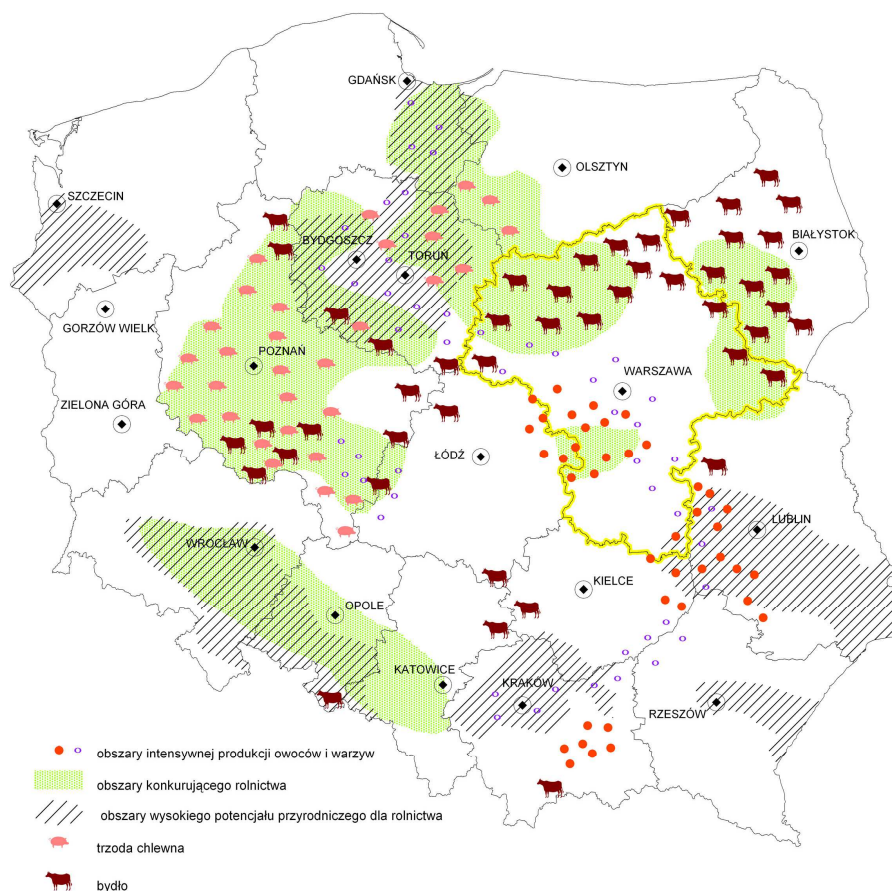 GDAŃSK
OLSZTYN
SZCZECIN
BIAŁYSTOK
BYDGOSZCZ
TORUŃ
GORZÓW WIELK
POZNAŃ
WARSZAWA
ZIELONA GÓRA
ŁÓDŹ
LUBLIN
WROCŁAW
KIELCE
OPOLE
KATOWICE
KRAKÓW
RZESZÓW
obszary intensywnej produkcji owoców i warzyw
obszary konkurującego rolnictwa
obszary wysokiego potencjału przyrodniczego dla rolnictwa
trzoda chlewna
bydło